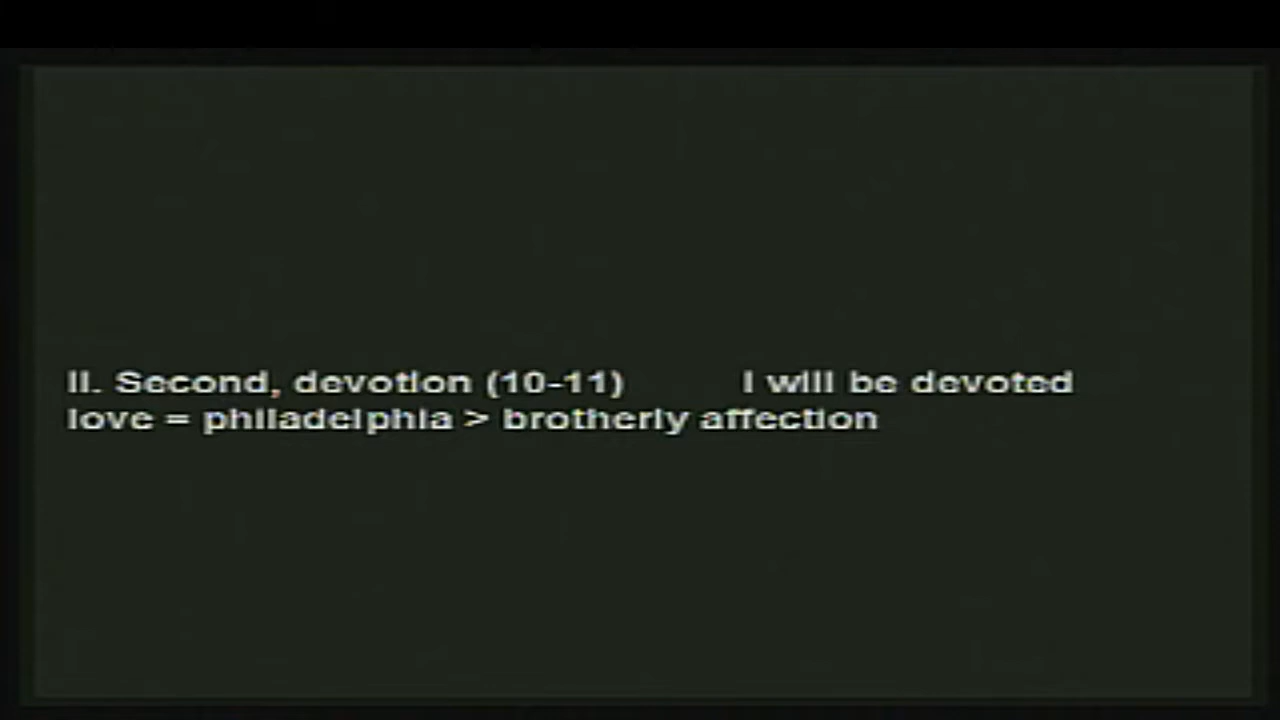 II. Second, devotion (10-11) I will be devoted
love = philadelphia > brotherly affection